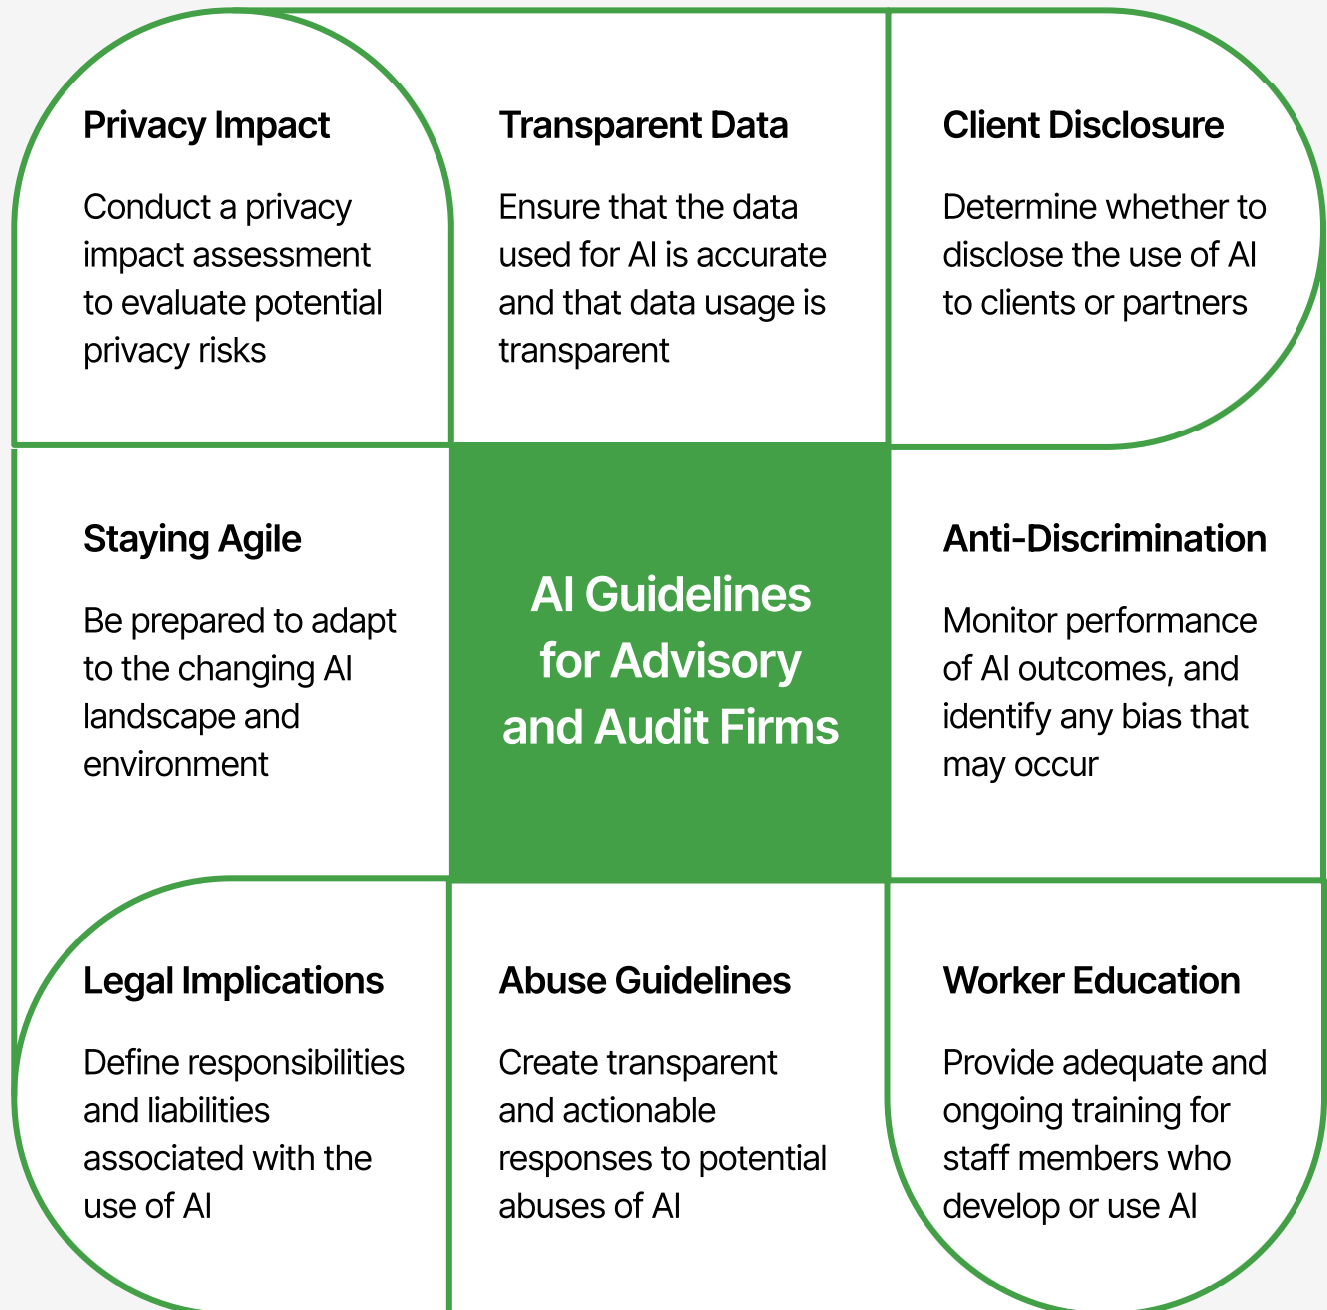 Privacy Impact
Conduct a privacy
impact assessment
to evaluate potential
privacy risks
Transparent Data
Ensure that the data
used for AI is accurate
and that data usage is
transparent
Client Disclosure
Determine whether to
disclose the use of AI
to clients or partners
Staying Agile
Be prepared to adapt
to the changing AI
landscape and
environment
AI Guidelines
for Advisory
and Audit Firms
Anti-Discrimination
Monitor performance
of AI outcomes, and
identify any bias that
may occur
Legal Implications
Define responsibilities
and liabilities
associated with the
use of AI
Abuse Guidelines
Create transparent
and actionable
responses to potential
abuses of AI
Worker Education
Provide adequate and
ongoing training for
staff members who
develop or use AI